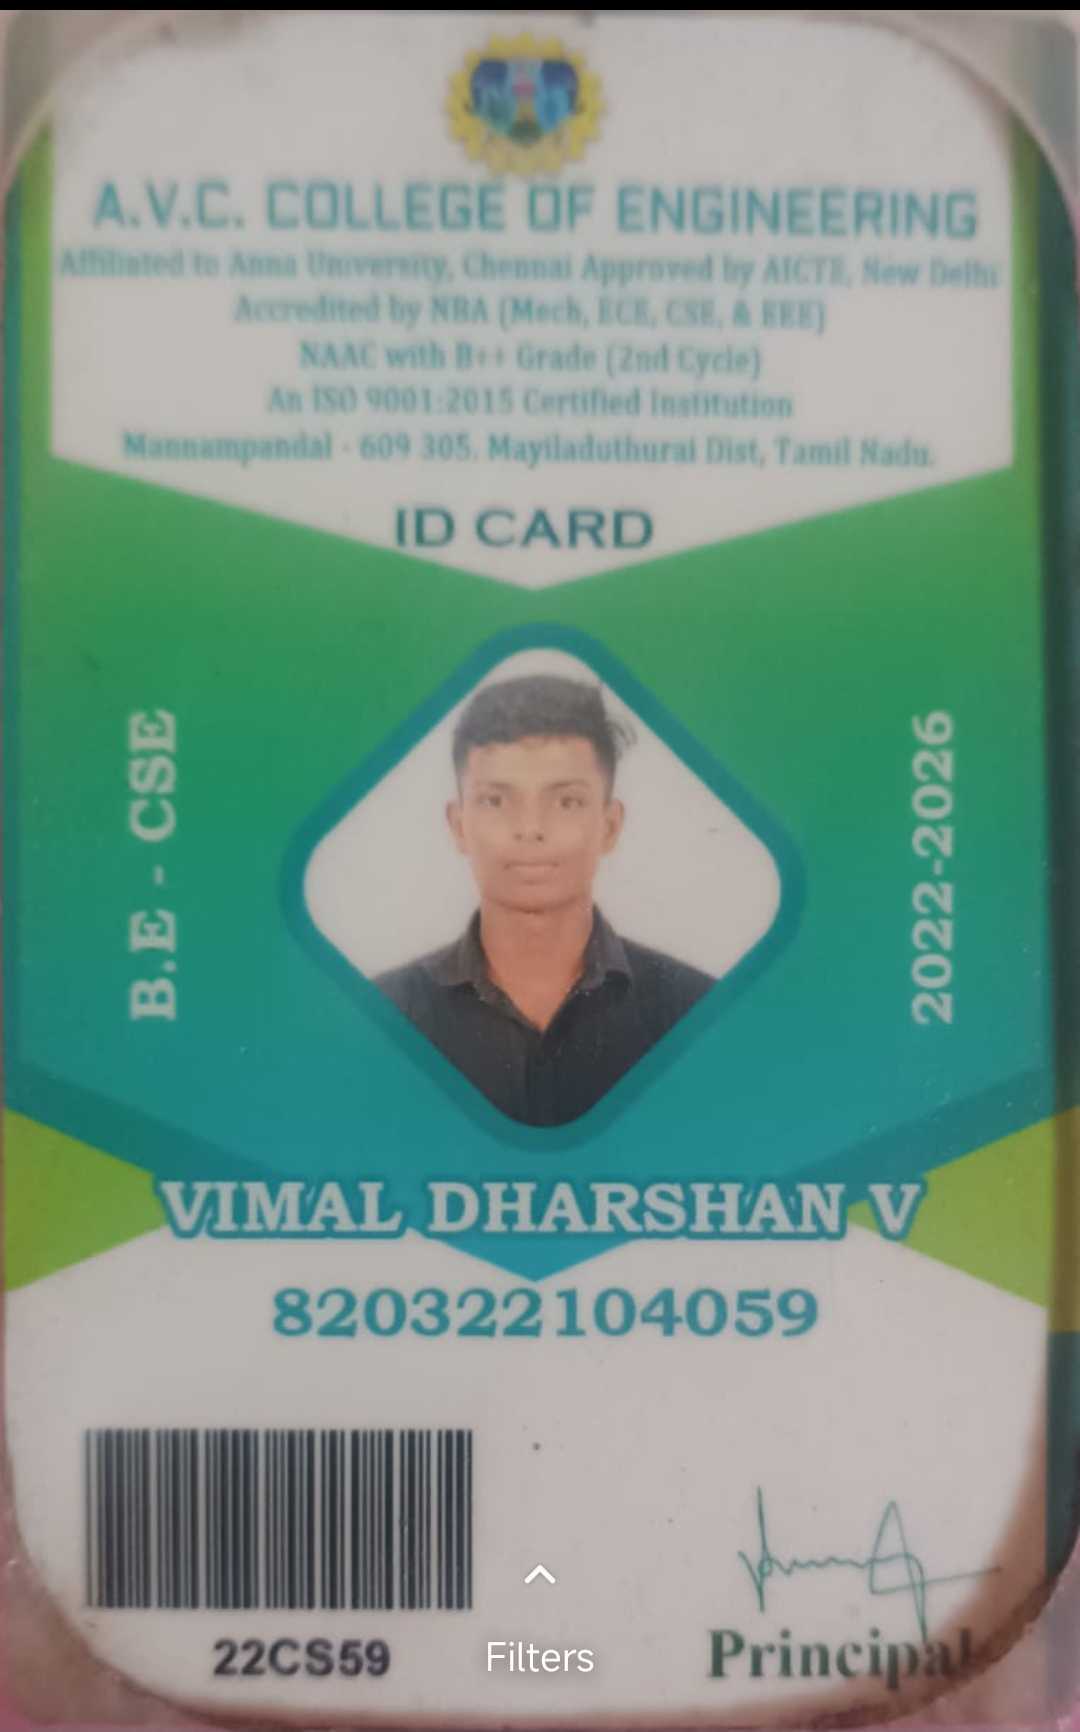 A.V.C. COLLEGE OF ENGINEERING
Affiliated to Anna University, Chennai Approved by AICTE, New Delhi
Accredited by NBA (Mech, ECE, CSE, & EEE)
NAAC with B++ Grade (2nd Cycle)
An ISO 9001:2015 Certified Institution
Mannampandal - 609 305. Mayiladuthurai Dist, Tamil Nadu.
ID CARD
B.E - CSE
2022-2026
VIMAL DHARSHAN V
820322104059
22CS59
Filters
Principal